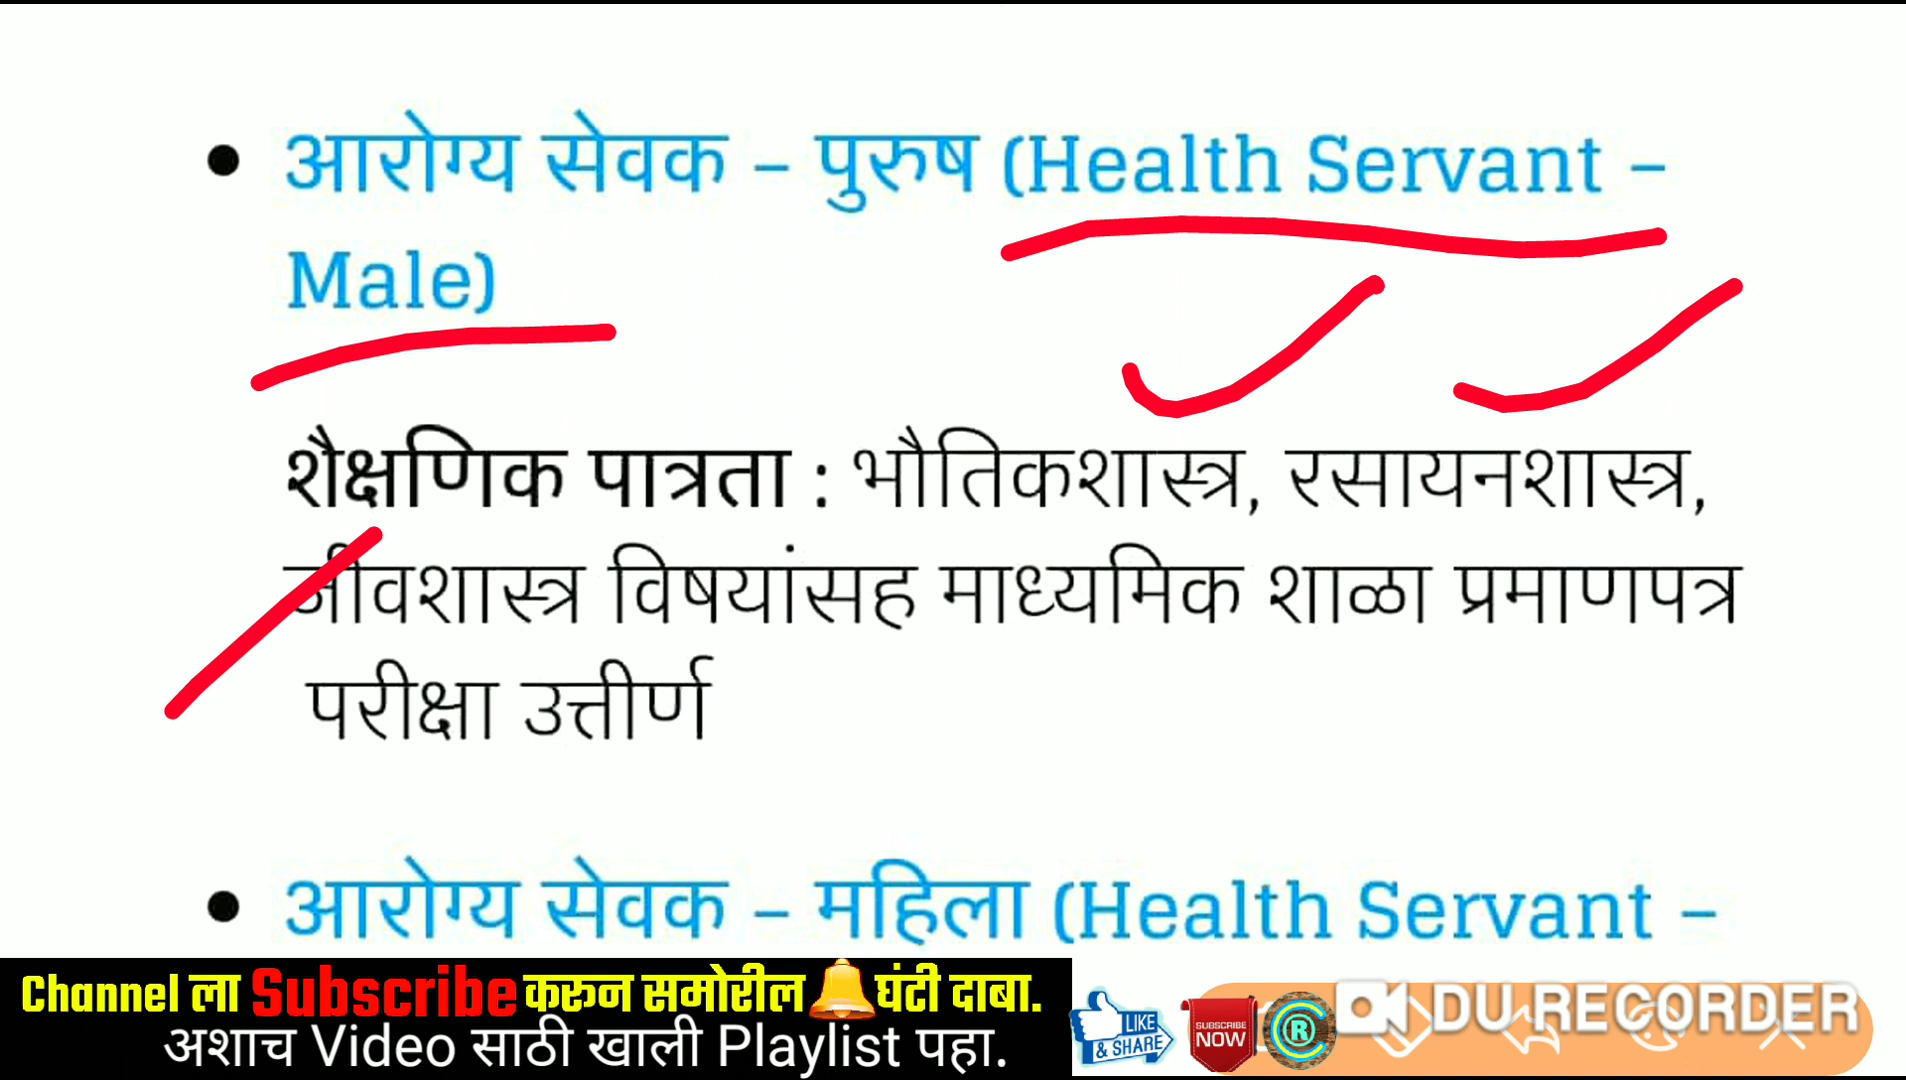 • आरोग्य सेवक – पुरुष (Health Servant –
Male)
शैक्षणिक पात्रता : भौतिकशास्त्र, रसायनशास्त्र,
जीवशास्त्र विषयांसह माध्यमिक शाळा प्रमाणपत्र
परीक्षा उत्तीर्ण
• आरोग्य सेवक – महिला (Health Servant –
Channel ला Subscribe करून समोरील घंटी दाबा.
अशाच Video साठी खाली Playlist पहा.
LIKE
& SHARE
SUBSCRIBE
NOW
®
DU RECORDER